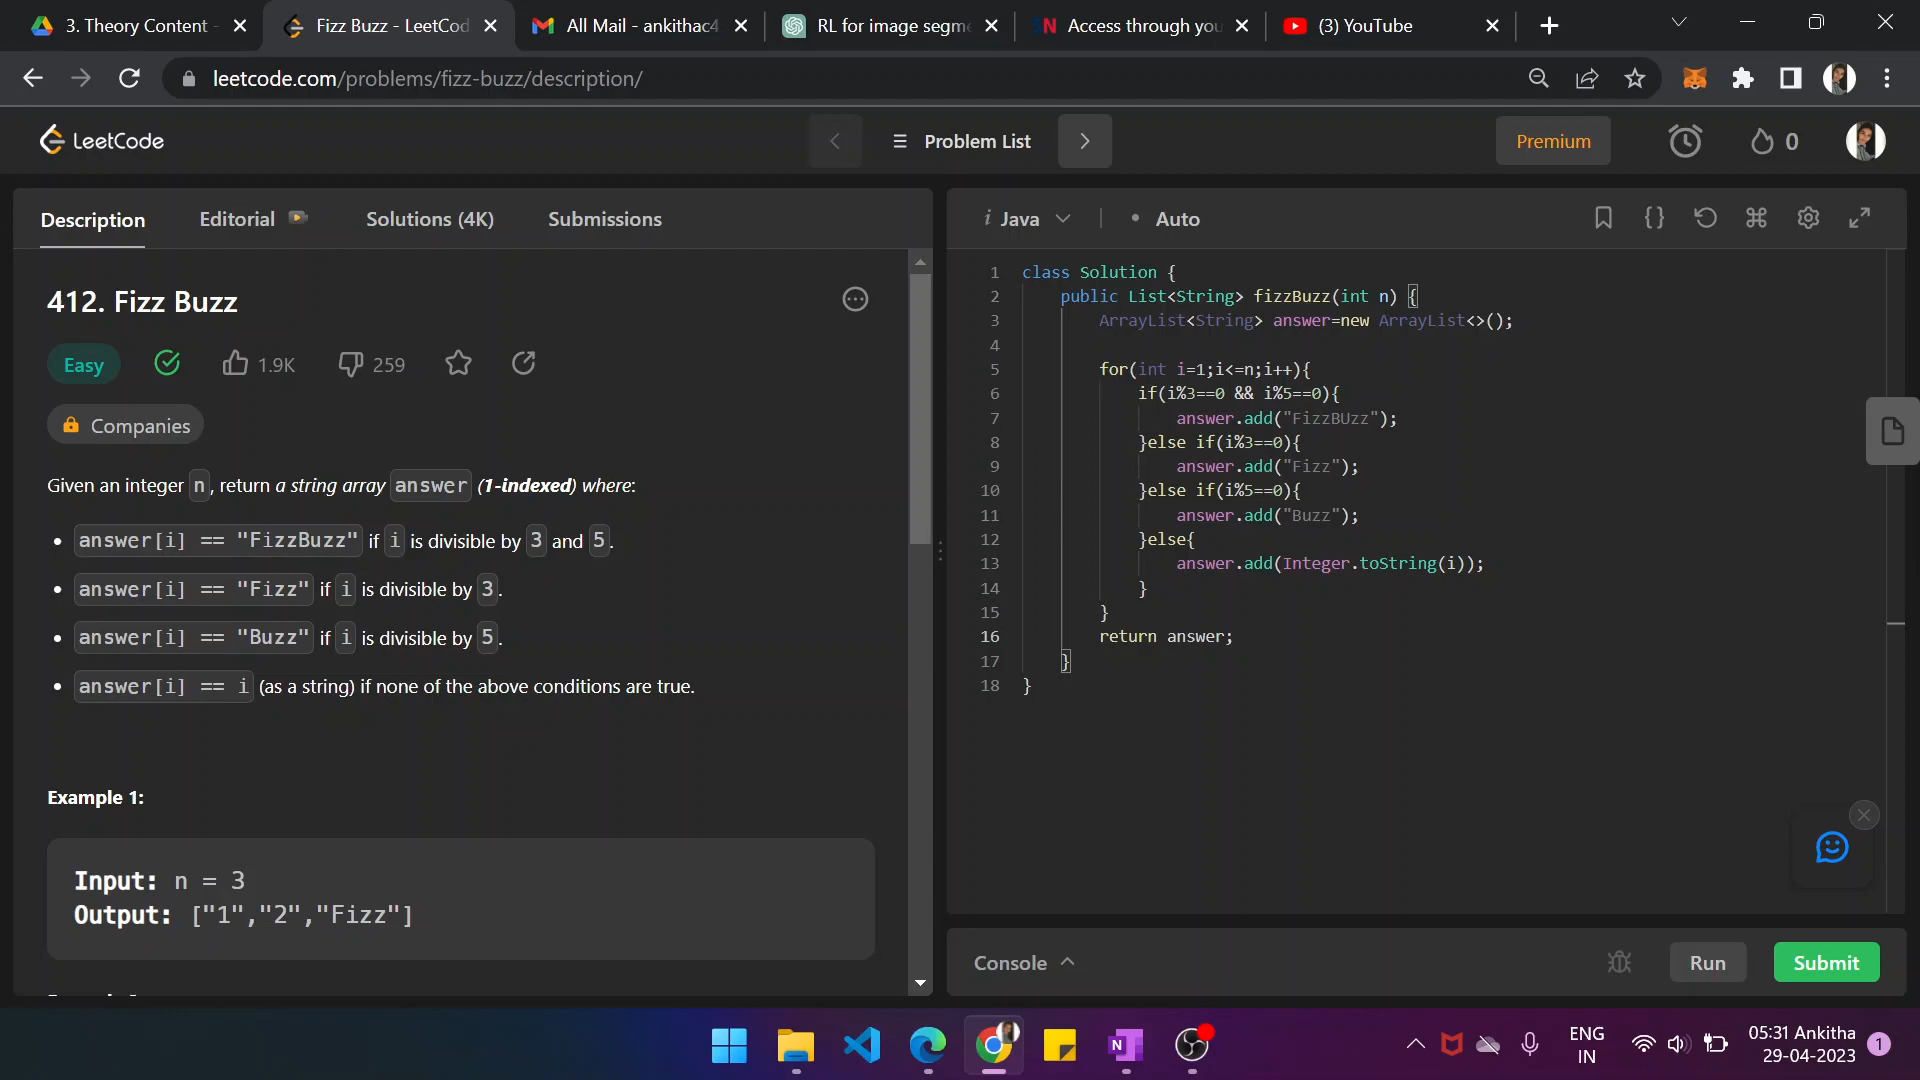 3. Theory Content -
Fizz Buzz - LeetCod
All Mail - ankithac4
RL for image segme
Access through you
(3) YouTube
leetcode.com/problems/fizz-buzz/description/
LeetCode
Problem List
Premium
0
Description
Editorial
Solutions (4K)
Submissions
412. Fizz Buzz
Easy
1.9K
259
Companies
Given an integer n, return a string array answer (1-indexed) where:
answer[i] == "FizzBuzz" if i is divisible by 3 and 5.
answer[i] == "Fizz" if i is divisible by 3.
answer[i] == "Buzz" if i is divisible by 5.
answer[i] == i (as a string) if none of the above conditions are true.
Example 1:
Input: n = 3
Output: ["1","2","Fizz"]
i Java
Auto
1 class Solution {
2 public List<String> fizzBuzz(int n) {
3 ArrayList<String> answer=new ArrayList<>();
4
5 for(int i=1;i<=n;i++){
6 if(i%3==0 && i%5==0){
7 answer.add("FizzBUzz");
8 }else if(i%3==0){
9 answer.add("Fizz");
10 }else if(i%5==0){
11 answer.add("Buzz");
12 }else{
13 answer.add(Integer.toString(i));
14 }
15 }
16 return answer;
17 }
18 }
Console
Run
Submit
ENG
IN
05:31 Ankitha
29-04-2023
1